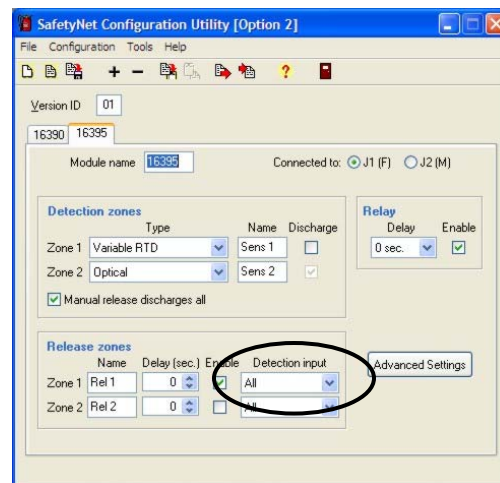 SafetyNet Configuration Utility [Option 2]
File Configuration Tools Help
Version ID 01
16390 16395
Module name 16395 Connected to: J1 (F) J2 (M)
Detection zones
Type Name Discharge
Zone 1 Variable RTD Sens 1
Zone 2 Optical Sens 2
Manual release discharges all
Relay
Delay Enable
0 sec.
Release zones
Name Delay (sec.) Enable Detection input
Zone 1 Rel 1 0 All
Zone 2 Rel 2 0 All
Advanced Settings